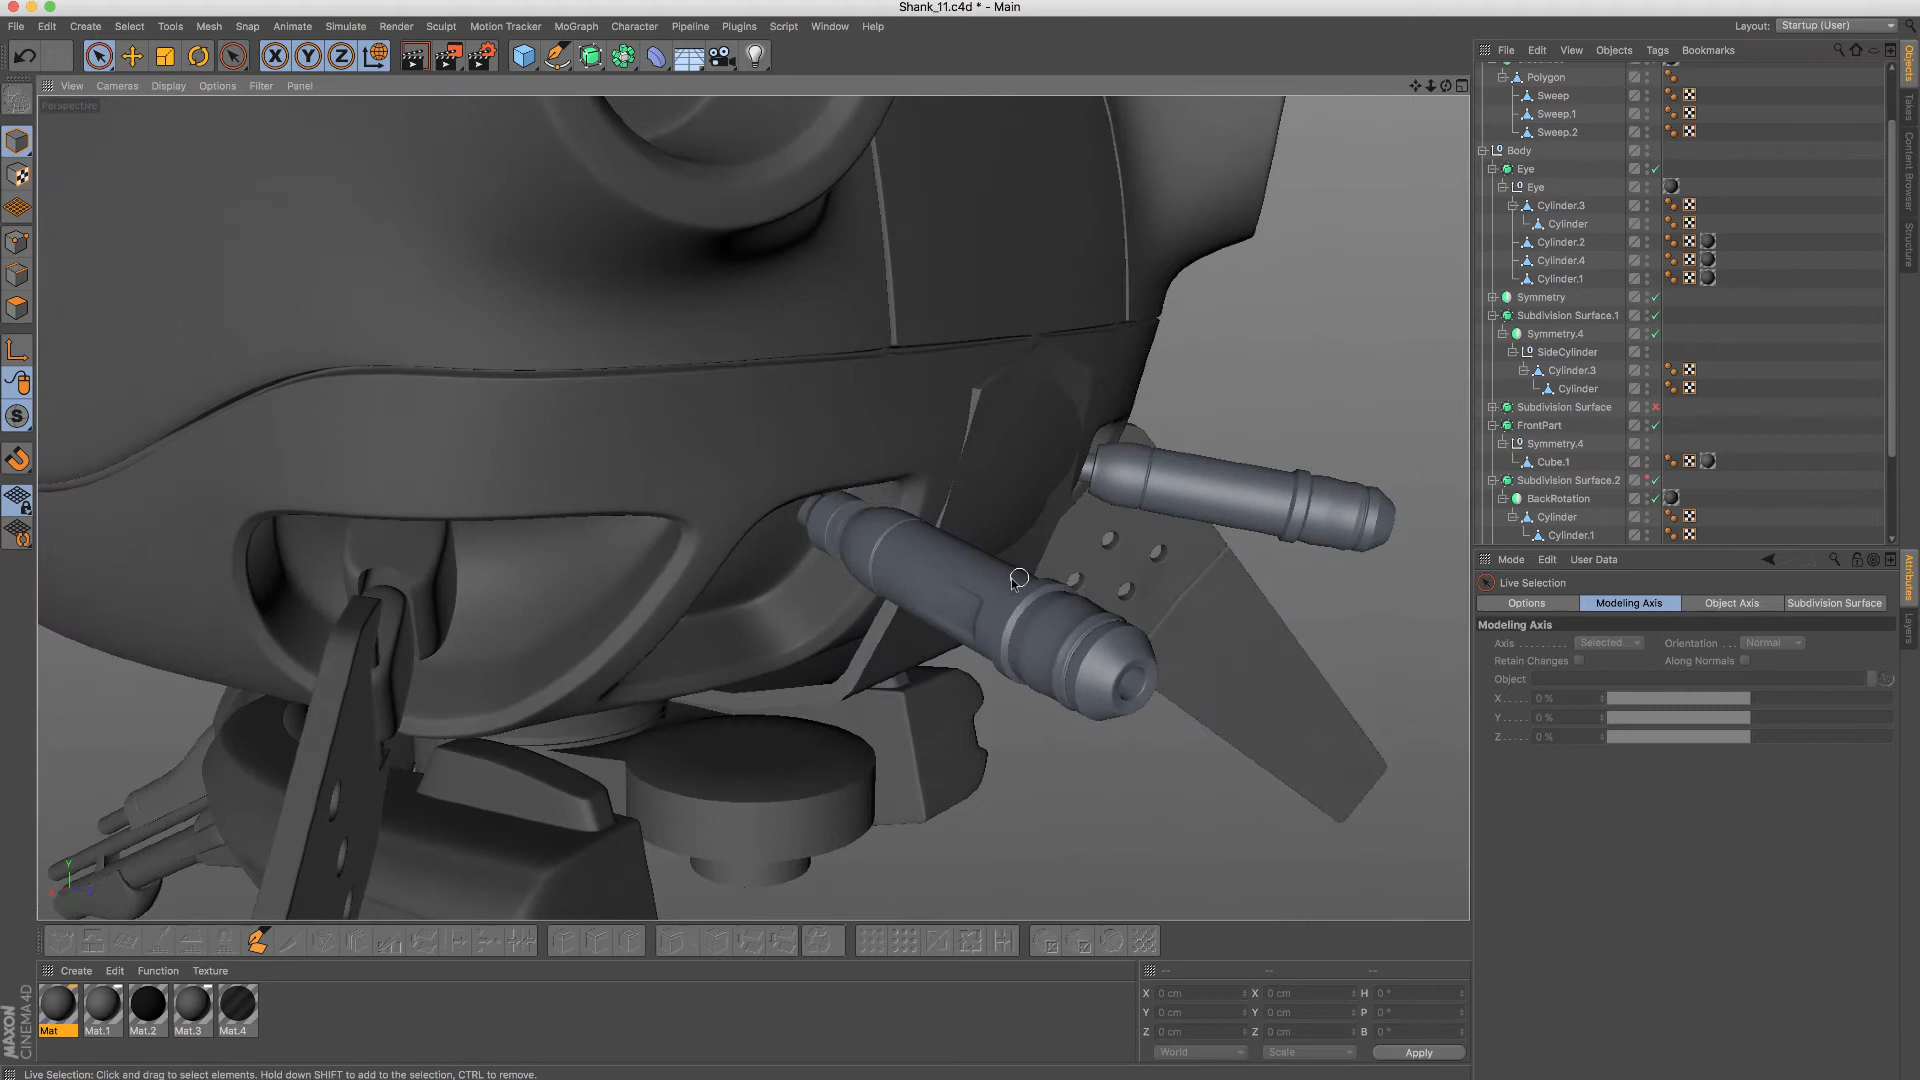 Shank_11.c4d * - Main
File Edit Create Select Tools Mesh Snap Animate Simulate Render Sculpt Motion Tracker MoGraph Character Pipeline Plugins Script Window Help
Layout: Startup (User)
View Cameras Display Options Filter Panel
Perspective
File Edit View Objects Tags Bookmarks
Polygon
Sweep
Sweep.1
Sweep.2
Body
Eye
Eye
Cylinder.3
Cylinder
Cylinder.2
Cylinder.4
Cylinder.1
Symmetry
Subdivision Surface.1
Symmetry.4
SideCylinder
Cylinder.3
Cylinder
Subdivision Surface
FrontPart
Symmetry.4
Cube.1
Subdivision Surface.2
BackRotation
Cylinder
Cylinder.1
Objects
Takes
Content Browser
Structure
Mode Edit User Data
Live Selection
Options Modeling Axis Object Axis Subdivision Surface
Modeling Axis
Axis Selected Orientation Normal
Retain Changes Along Normals
Object
X 0 %
Y 0 %
Z 0 %
Attributes
Layers
Create Edit Function Texture
Mat Mat.1 Mat.2 Mat.3 Mat.4
-- -- --
X 0 cm X 0 cm H 0 °
Y 0 cm Y 0 cm P 0 °
Z 0 cm Z 0 cm B 0 °
World Scale Apply
MAXON CINEMA4D
Live Selection: Click and drag to select elements. Hold down SHIFT to add to the selection, CTRL to remove.